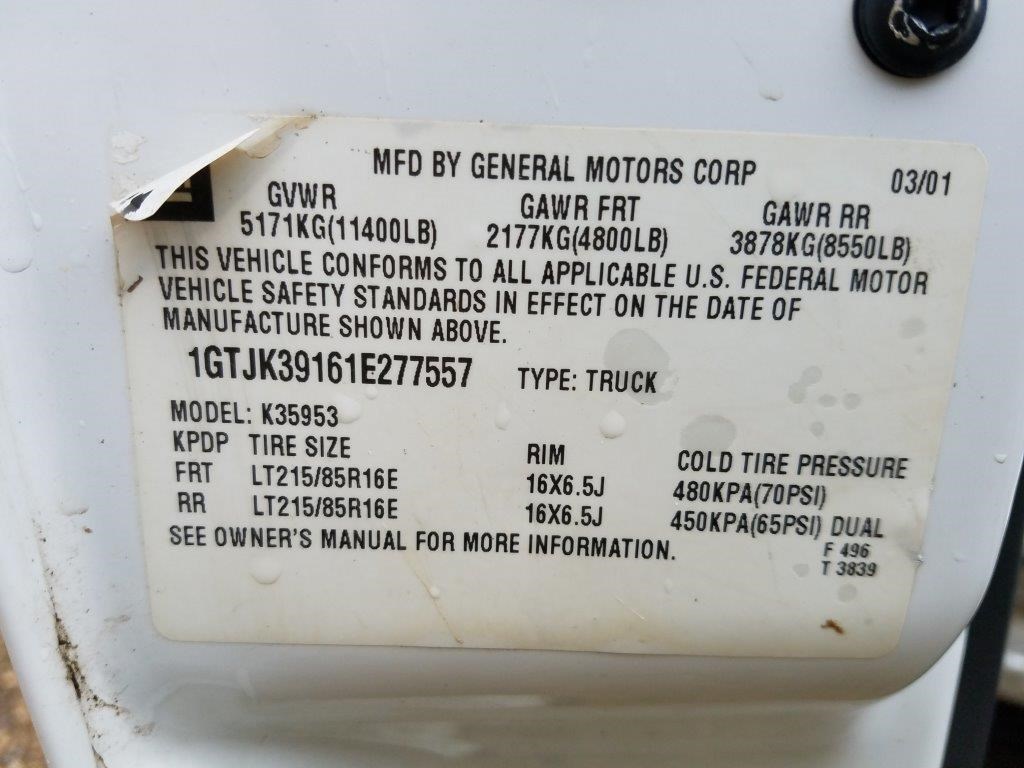 MFD BY GENERAL MOTORS CORP 03/01
GVWR GAWR FRT GAWR RR
5171KG(11400LB) 2177KG(4800LB) 3878KG(8550LB)
THIS VEHICLE CONFORMS TO ALL APPLICABLE U.S. FEDERAL MOTOR
VEHICLE SAFETY STANDARDS IN EFFECT ON THE DATE OF
MANUFACTURE SHOWN ABOVE.
1GTJK39161E277557 TYPE: TRUCK
MODEL: K35953
KPDP TIRE SIZE RIM COLD TIRE PRESSURE
FRT LT215/85R16E 16X6.5J 480KPA(70PSI)
RR LT215/85R16E 16X6.5J 450KPA(65PSI) DUAL
SEE OWNER'S MANUAL FOR MORE INFORMATION. F 496
T 3839